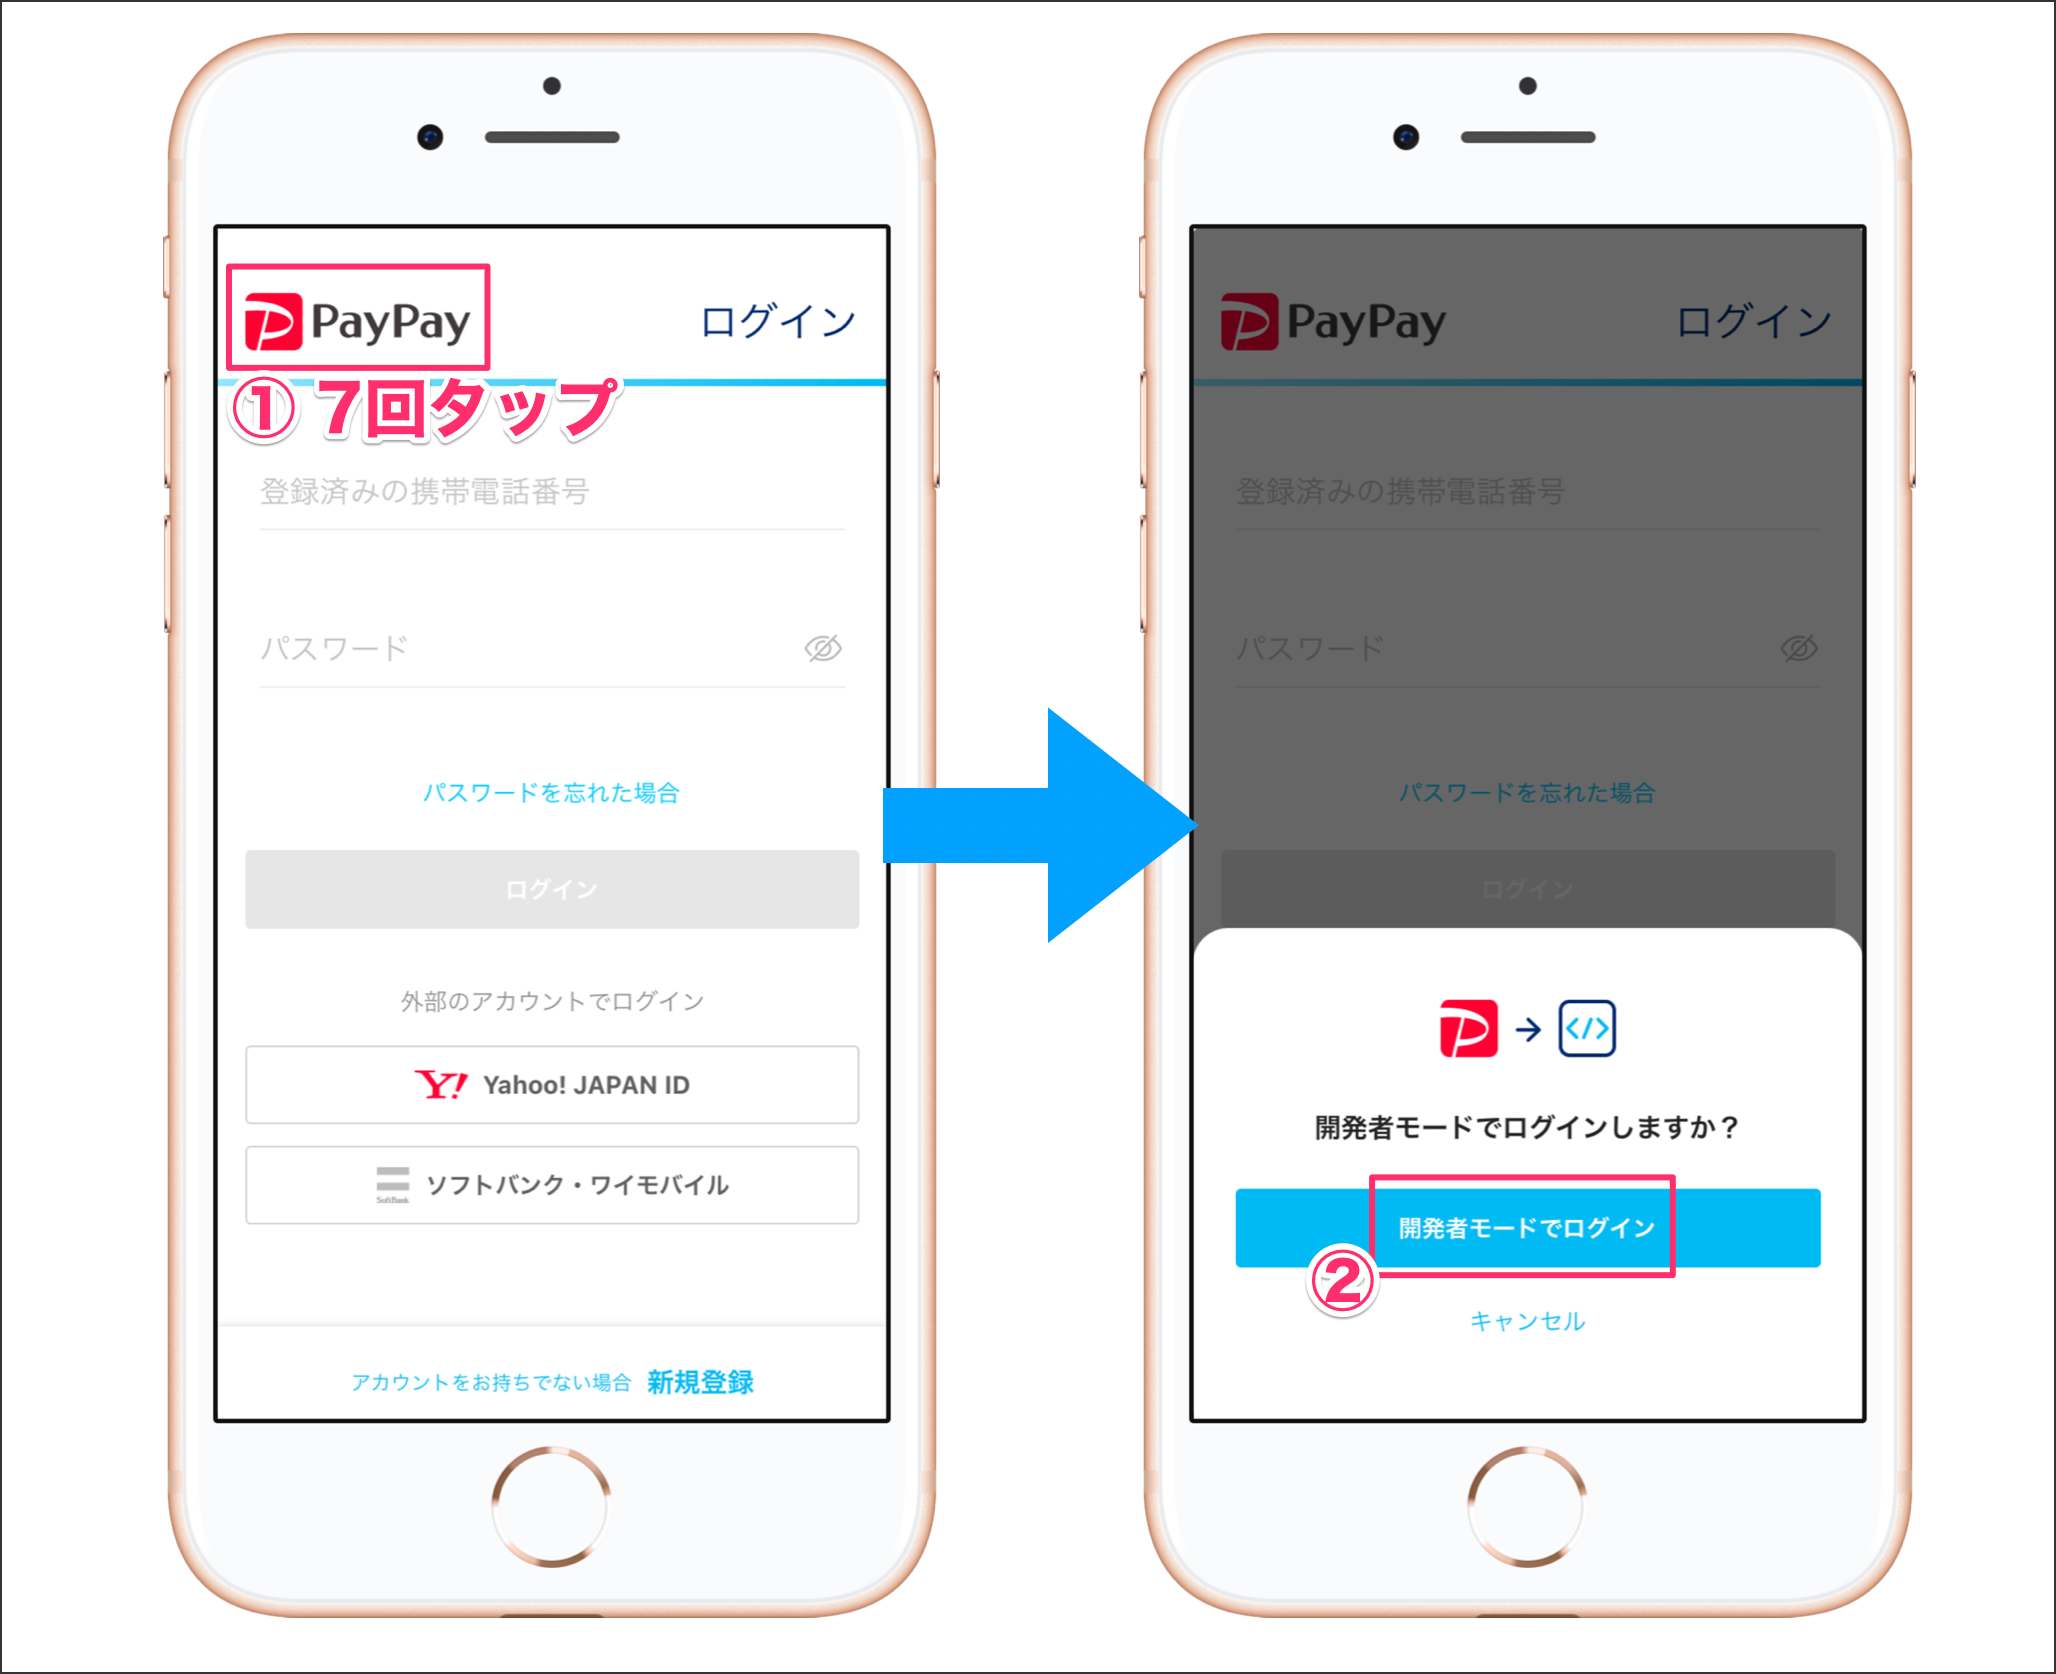 PayPay
ログイン
① 7回タップ
登録済みの携帯電話番号
パスワード
パスワードを忘れた場合
ログイン
外部のアカウントでログイン
Y! Yahoo! JAPAN ID
SoftBank ソフトバンク・ワイモバイル
アカウントをお持ちでない場合 新規登録
PayPay
ログイン
登録済みの携帯電話番号
パスワード
パスワードを忘れた場合
ログイン
</>
開発者モードでログインしますか？
開発者モードでログイン
②
キャンセル